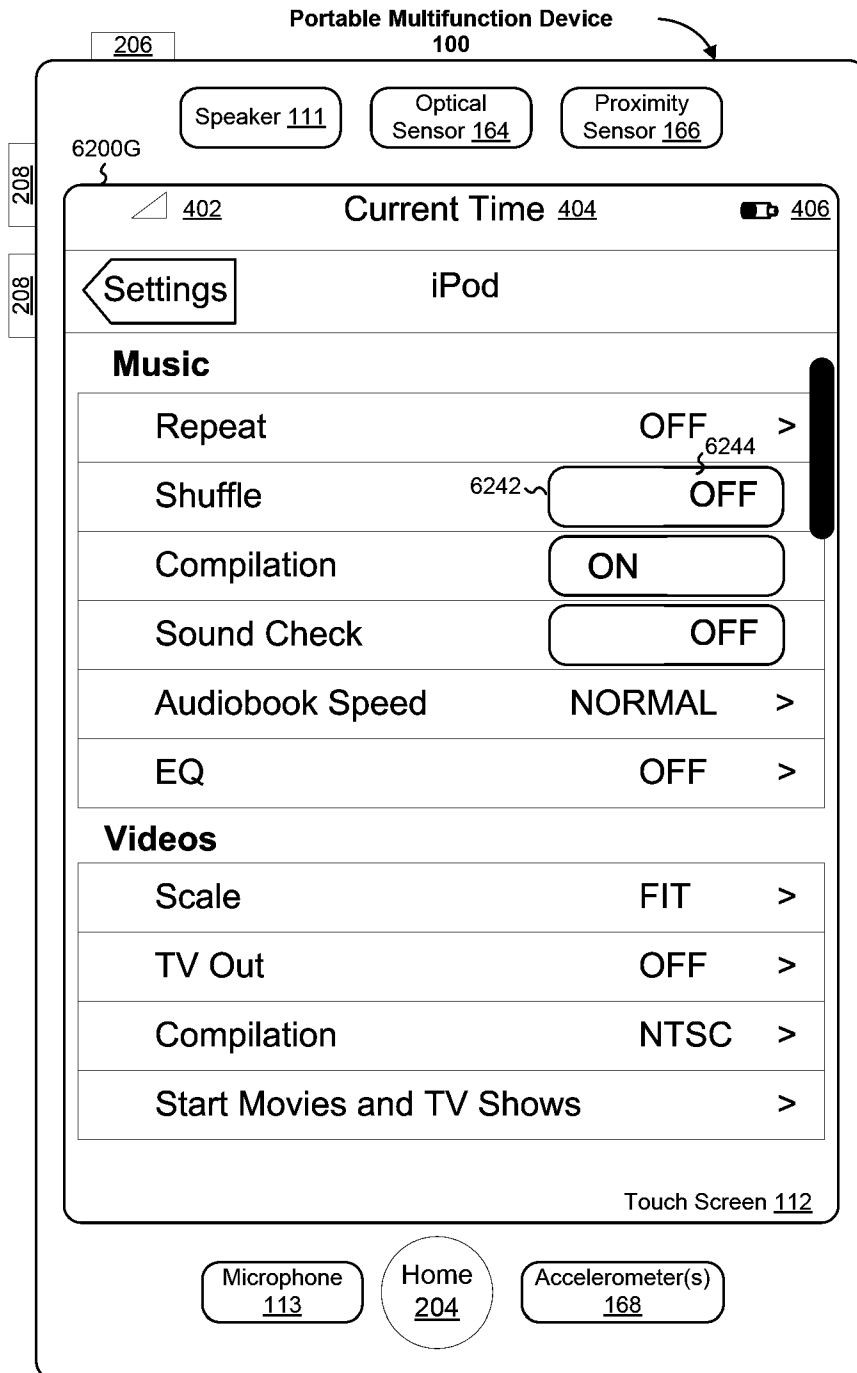 Portable Multifunction Device
100
206
Speaker 111
Optical
Sensor 164
Proximity
Sensor 166
6200G
208
208
402
Current Time 404
406
Settings
iPod
Music
Repeat OFF >
6244
Shuffle 6242 OFF
Compilation ON
Sound Check OFF
Audiobook Speed NORMAL >
EQ OFF >
Videos
Scale FIT >
TV Out OFF >
Compilation NTSC >
Start Movies and TV Shows >
Touch Screen 112
Microphone
113
Home
204
Accelerometer(s)
168